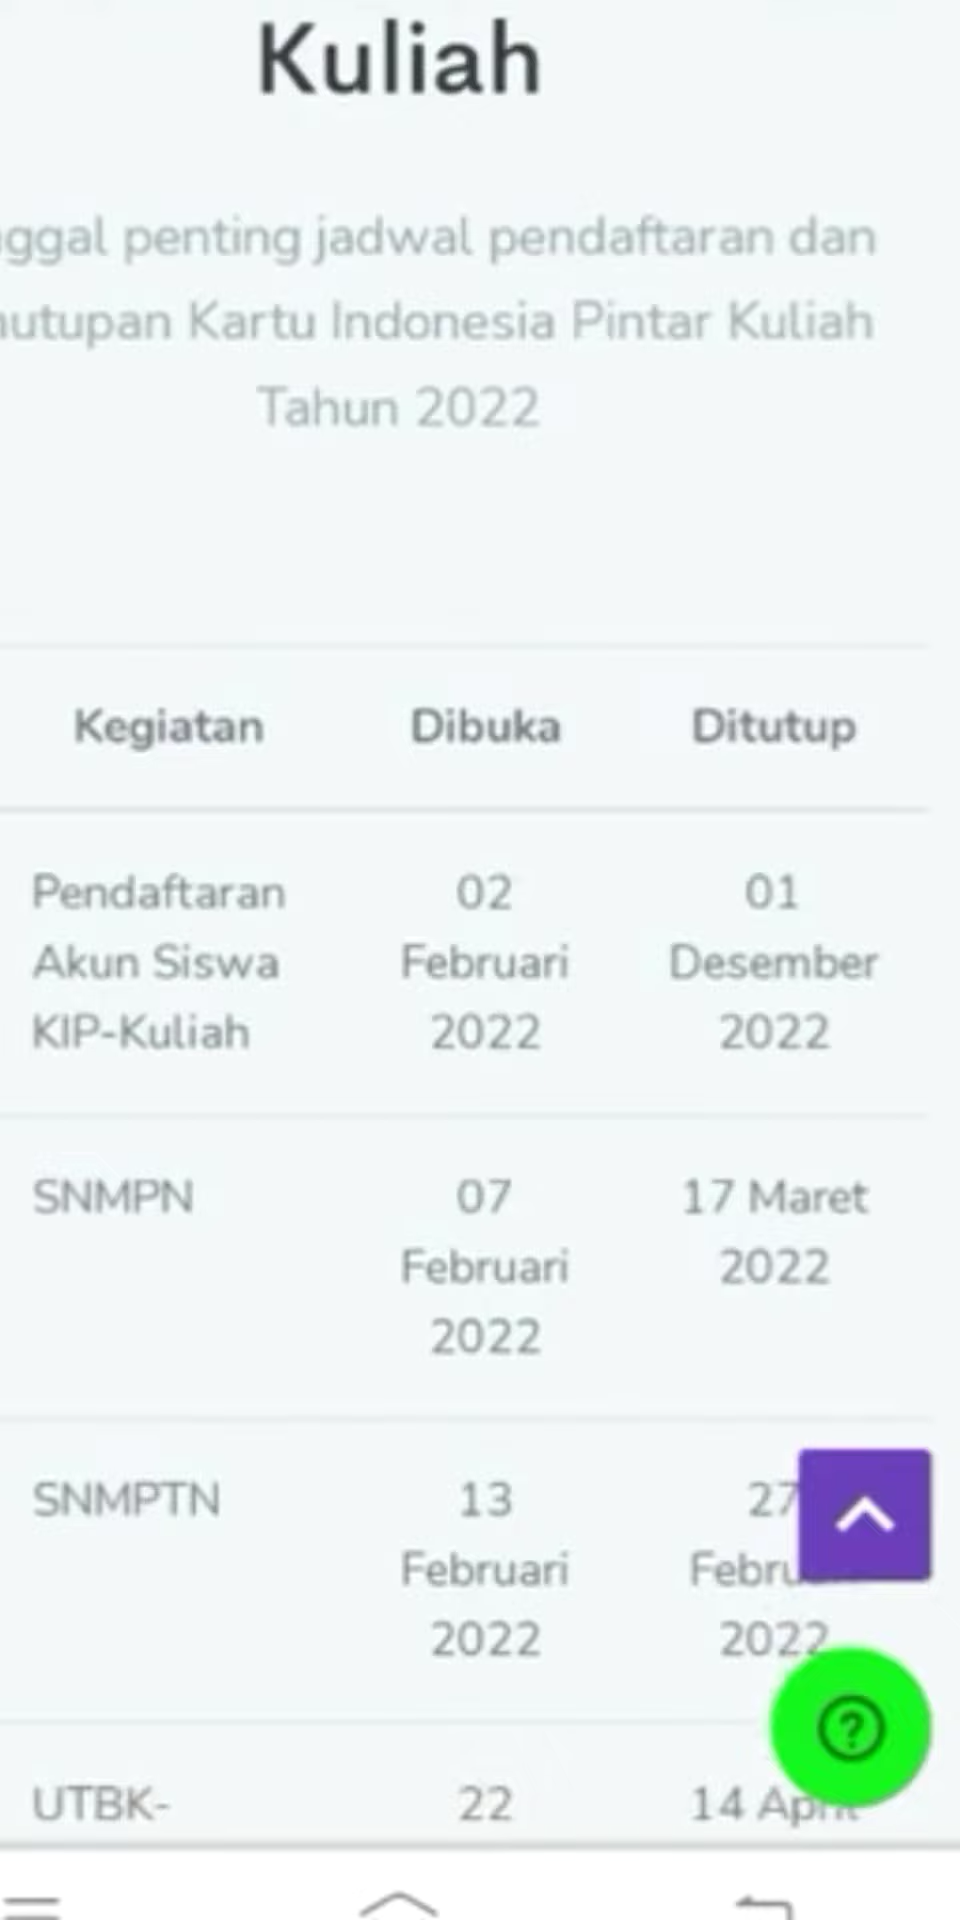 Kuliah
penting jadwal pendaftaran dan
Kartu Indonesia Pintar Kuliah
Tahun 2022
Kegiatan Dibuka Ditutup
Pendaftaran 02 01
Akun Siswa Februari Desember
KIP-Kuliah 2022 2022
SNMPN 07 17 Maret
Februari 2022
2022
SNMPTN 13 27
Februari
2022 2022
UTBK- 22 14